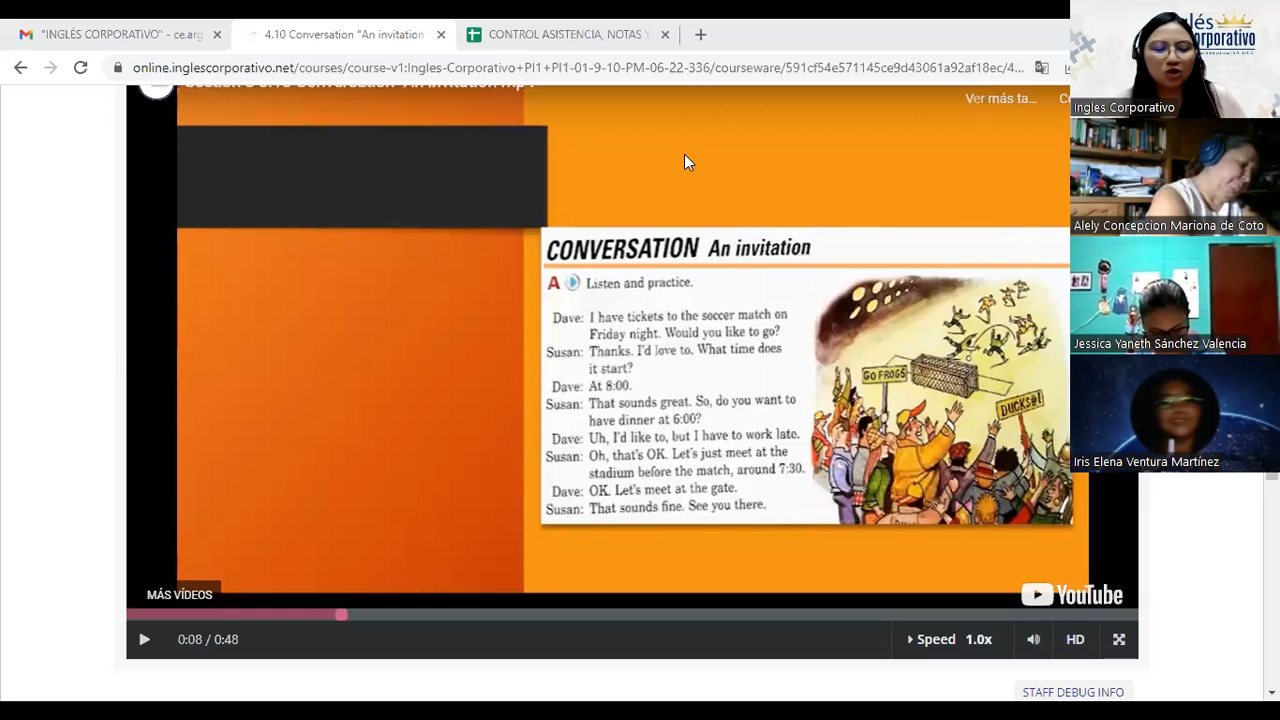 "INGLÉS CORPORATIVO" - ce.arg
4.10 Conversation "An invitation"
CONTROL ASISTENCIA, NOTAS Y
online.inglescorporativo.net/courses/course-v1:Ingles-Corporativo+PI1+PI1-01-9-10-PM-06-22-336/courseware/591cf54e571145ce9d43061a92af18ec/4...
Ver más ta...
CONVERSATION An invitation
A Listen and practice.
Dave: I have tickets to the soccer match on
Friday night. Would you like to go?
Susan: Thanks. I'd love to. What time does
it start?
Dave: At 8:00.
Susan: That sounds great. So, do you want to
have dinner at 6:00?
Dave: Uh, I'd like to, but I have to work late.
Susan: Oh, that's OK. Let's just meet at the
stadium before the match, around 7:30.
Dave: OK. Let's meet at the gate.
Susan: That sounds fine. See you there.
GO FROGS
DUCKS#1
MÁS VÍDEOS
YouTube
0:08 / 0:48
Speed 1.0x
HD
STAFF DEBUG INFO
Corporativo
Ingles Corporativo
Alely Concepcion Mariona de Coto
Jessica Yaneth Sánchez Valencia
Iris Elena Ventura Martínez